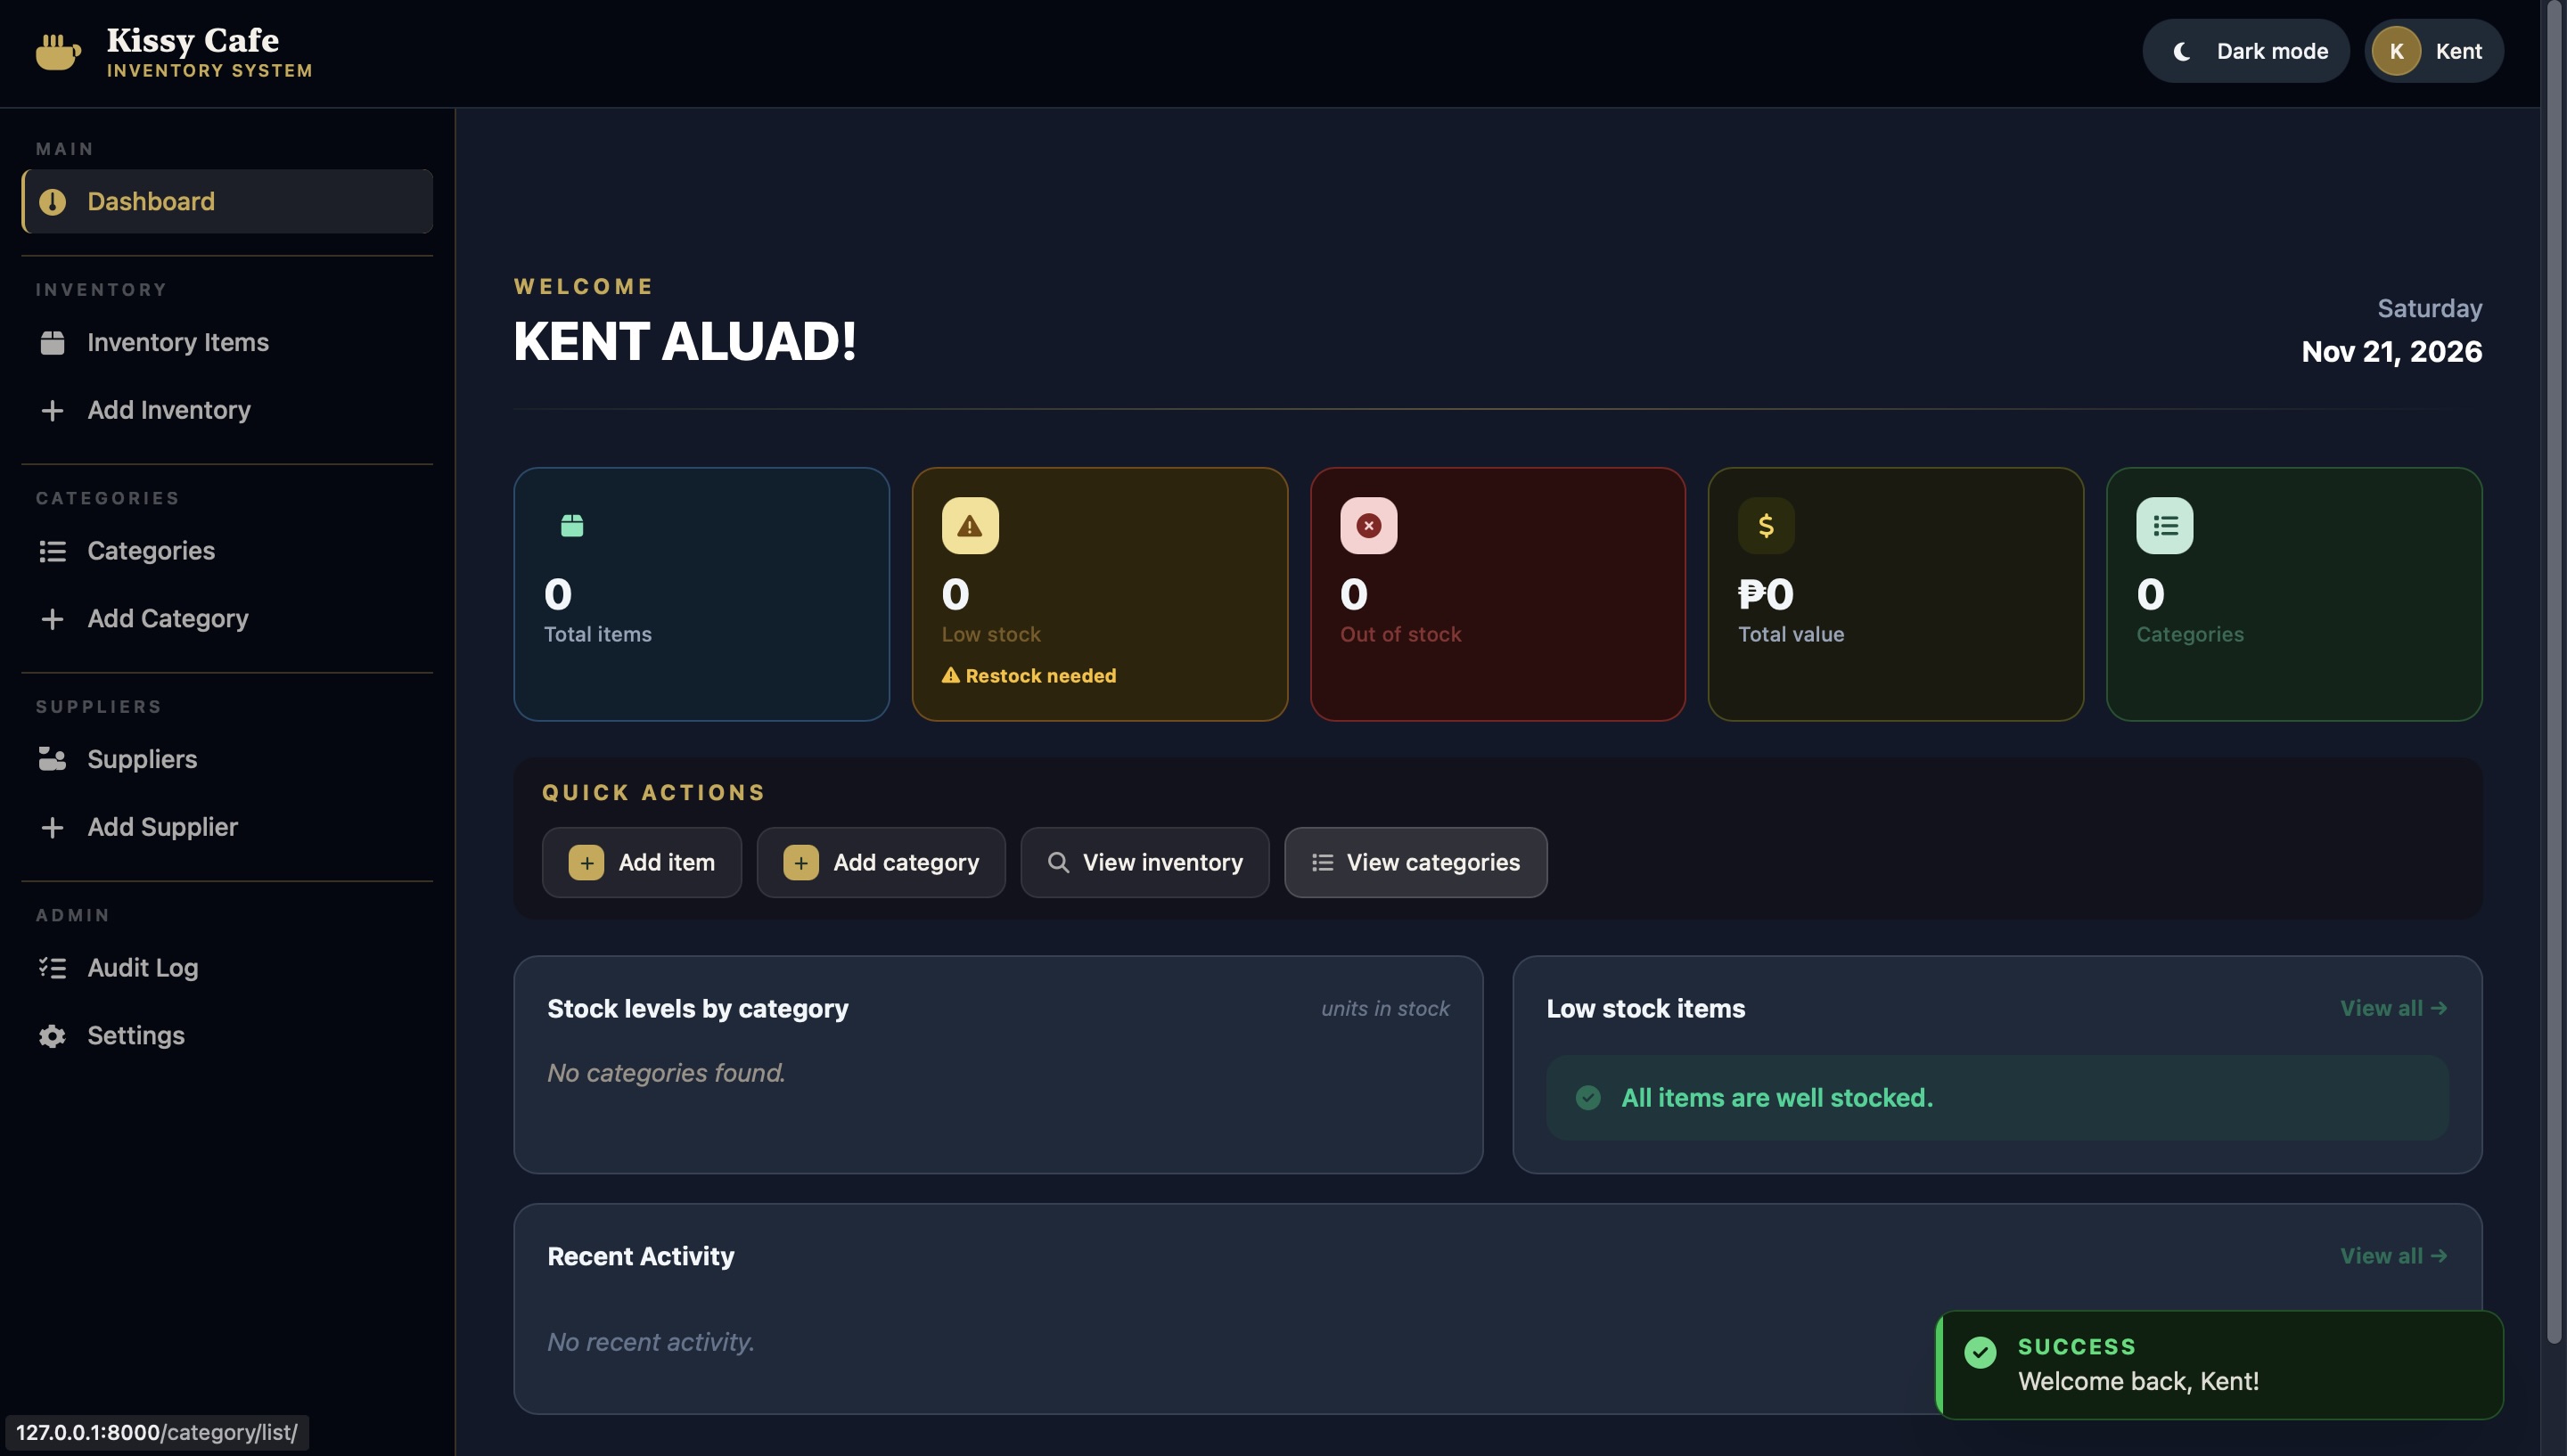 Kissy Cafe
INVENTORY SYSTEM
Dark mode
K
Kent
MAIN
Dashboard
INVENTORY
Inventory Items
Add Inventory
CATEGORIES
Categories
Add Category
SUPPLIERS
Suppliers
Add Supplier
ADMIN
Audit Log
Settings
WELCOME
KENT ALUAD!
Saturday
Nov 21, 2026
0
Total items
0
Low stock
Restock needed
0
Out of stock
$
₱0
Total value
0
Categories
QUICK ACTIONS
Add item
Add category
View inventory
View categories
Stock levels by category
units in stock
No categories found.
Low stock items
View all →
All items are well stocked.
Recent Activity
View all →
No recent activity.
SUCCESS
Welcome back, Kent!
127.0.0.1:8000/category/list/